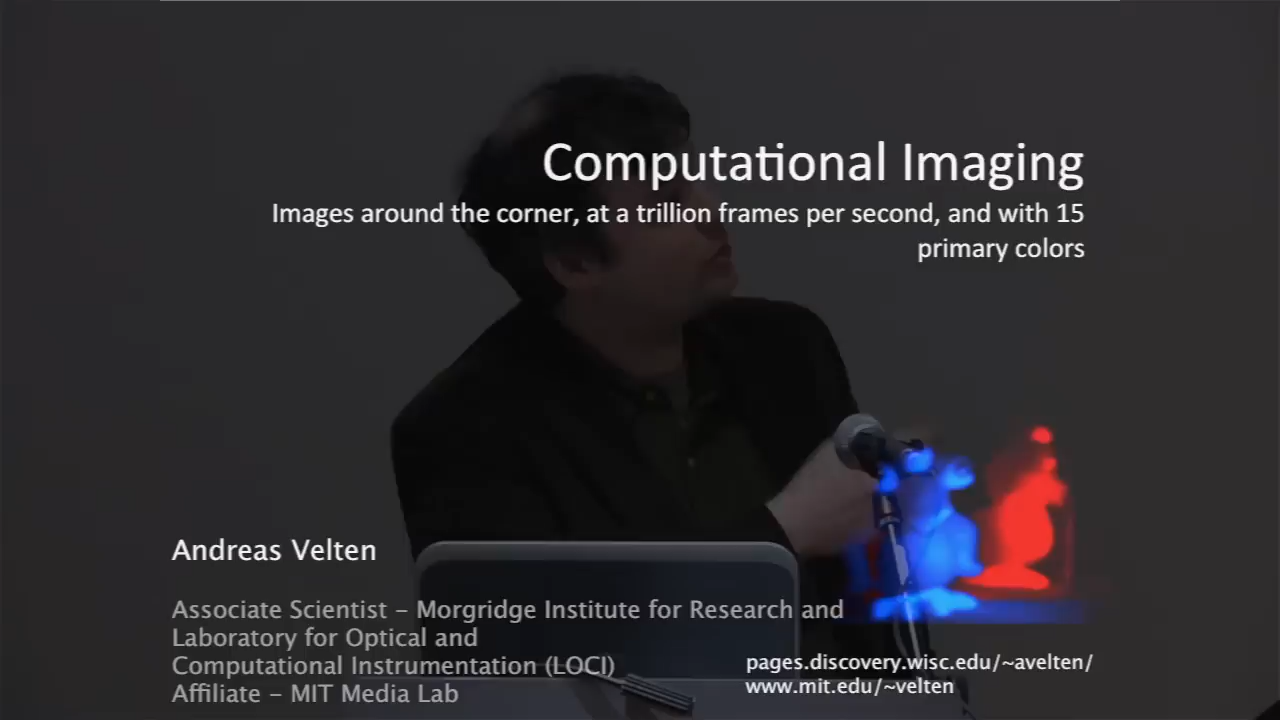 Computational Imaging
Images around the corner, at a trillion frames per second, and with 15
primary colors
Andreas Velten
Associate Scientist – Morgridge Institute for Research and
Laboratory for Optical and
Computational Instrumentation (LOCI)
Affiliate – MIT Media Lab
pages.discovery.wisc.edu/~avelten/
www.mit.edu/~velten